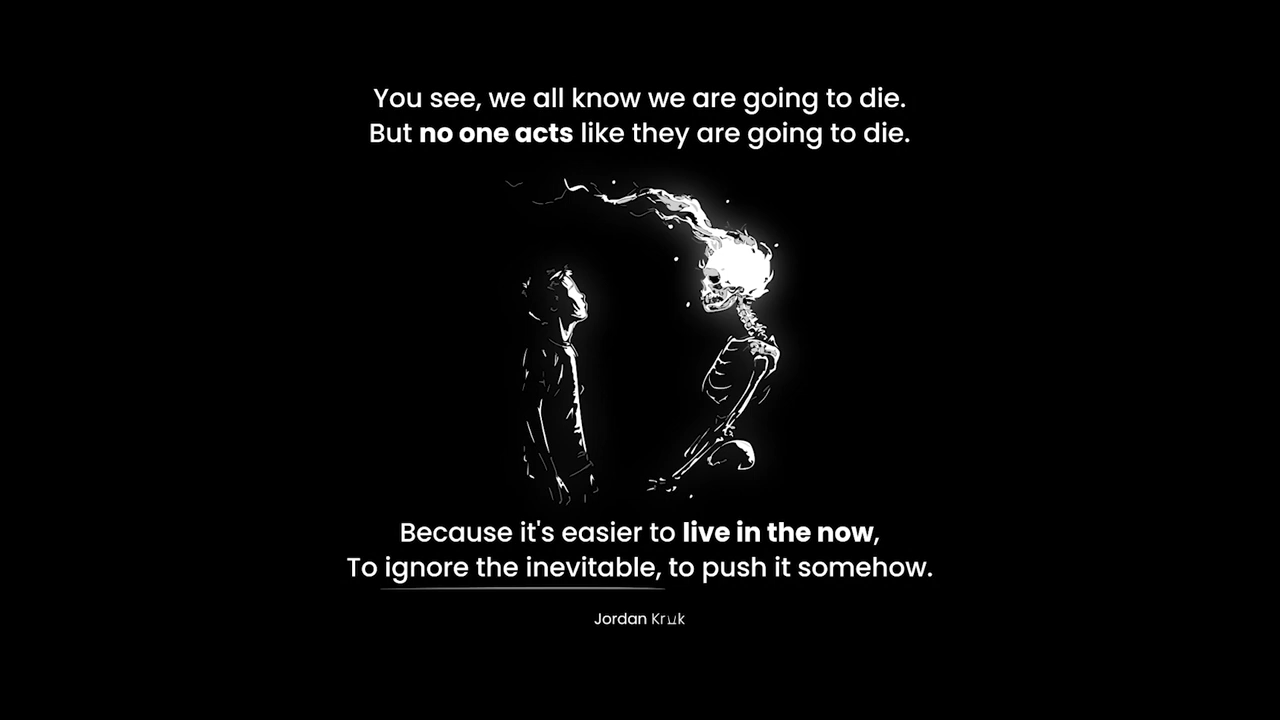 You see, we all know we are going to die.
But no one acts like they are going to die.
Because it's easier to live in the now,
To ignore the inevitable, to push it somehow.
Jordan Kruk